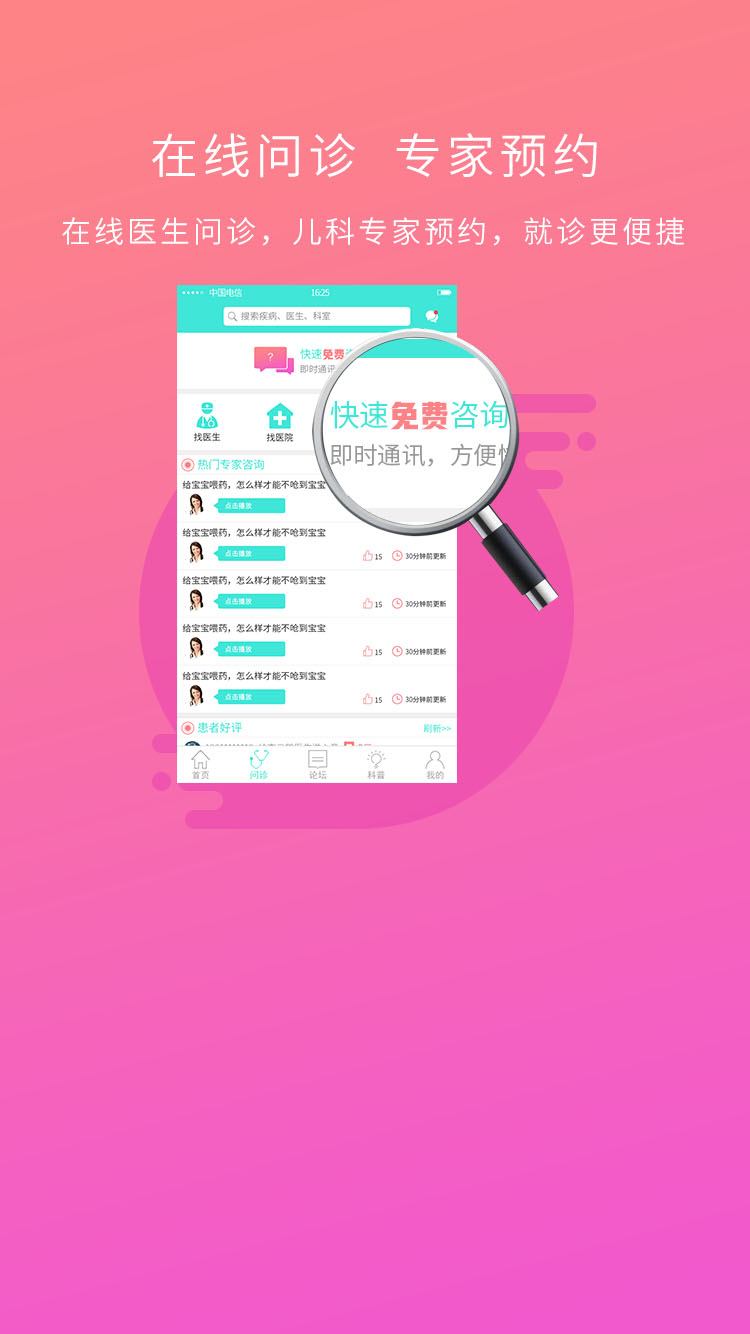 在线问诊 专家预约
在线医生问诊，儿科专家预约，就诊更便捷
中国电信 16:25
搜索疾病、医生、科室
?
快速免费
即时通讯
快速免费咨询
即时通讯，方便
找医生 找医院
热门专家咨询
给宝宝喂药，怎么样才能不呛到宝宝
点击播放
给宝宝喂药，怎么样才能不呛到宝宝
点击播放 15 30分钟前更新
给宝宝喂药，怎么样才能不呛到宝宝
点击播放 15 30分钟前更新
给宝宝喂药，怎么样才能不呛到宝宝
点击播放 15 30分钟前更新
给宝宝喂药，怎么样才能不呛到宝宝
点击播放 15 30分钟前更新
患者好评 刷新>>
首页 问诊 论坛 科普 我的